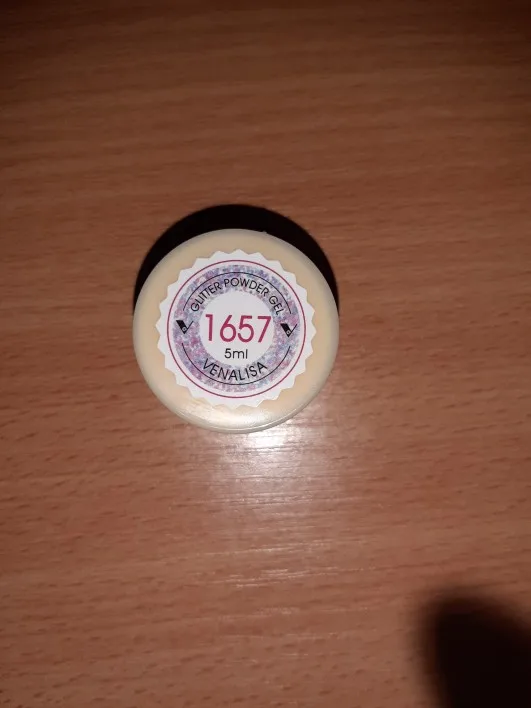 GLITTER POWDER GEL
1657
5ml
VENALISA